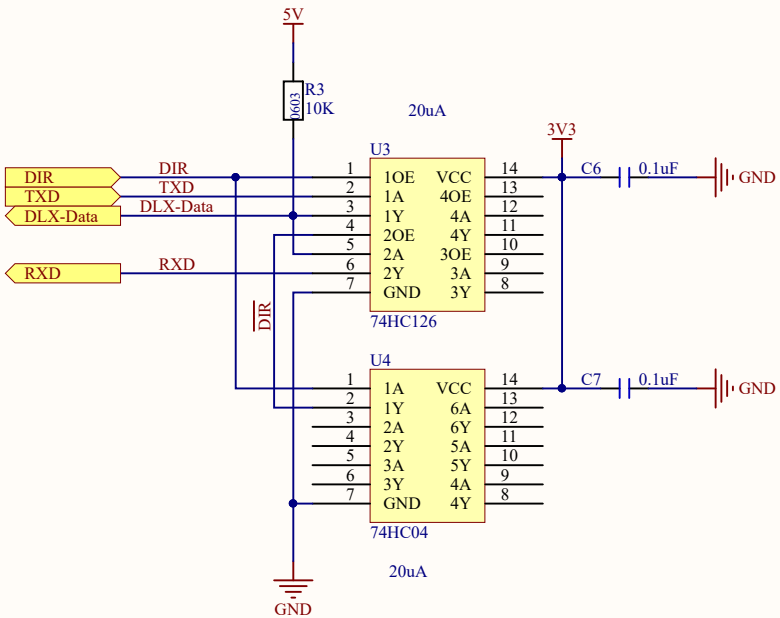 5V
R3
0603
10K
20uA
3V3
U3
C6
0.1uF
GND
DIR
DIR
1
1OE
VCC
14
TXD
TXD
2
1A
4OE
13
DLX-Data
DLX-Data
3
1Y
4A
12
4
2OE
4Y
11
5
2A
3OE
10
RXD
RXD
6
2Y
3A
9
7
GND
3Y
8
DIR
74HC126
U4
C7
0.1uF
GND
1
1A
VCC
14
2
1Y
6A
13
3
2A
6Y
12
4
2Y
5A
11
5
3A
5Y
10
6
3Y
4A
9
7
GND
4Y
8
74HC04
20uA
GND